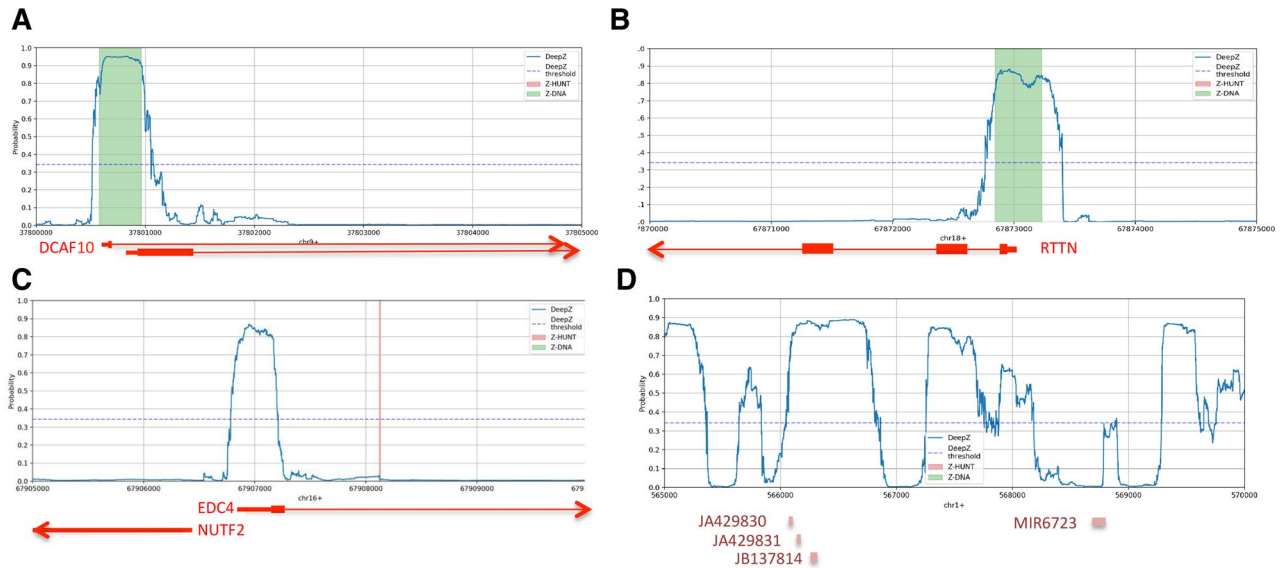 A
1.0
0.9
0.8
0.7
0.6
0.5
0.4
0.3
0.2
0.1
0.0
Probability
DeepZ
DeepZ
threshold
Z-HUNT
Z-DNA
37800000 37801000 37802000 37803000 37804000 37805000
chr9+
DCAF10
B
.0
.9
.8
.7
.6
.5
.4
.3
.2
.1
.0
DeepZ
DeepZ
threshold
Z-HUNT
Z-DNA
7870000 67871000 67872000 67873000 67874000 67875000
chr18+
RTTN
C
1.0
0.9
0.8
0.7
0.6
0.5
0.4
0.3
0.2
0.1
0.0
Probability
DeepZ
DeepZ
threshold
Z-HUNT
Z-DNA
67905000 67906000 67907000 67908000 67909000 679
chr16+
EDC4
NUTF2
D
1.0
0.9
0.8
0.7
0.6
0.5
0.4
0.3
0.2
0.1
0.0
Probability
DeepZ
DeepZ
threshold
Z-HUNT
Z-DNA
565000 566000 567000 568000 569000 570000
chr1+
JA429830
JA429831
JB137814
MIR6723